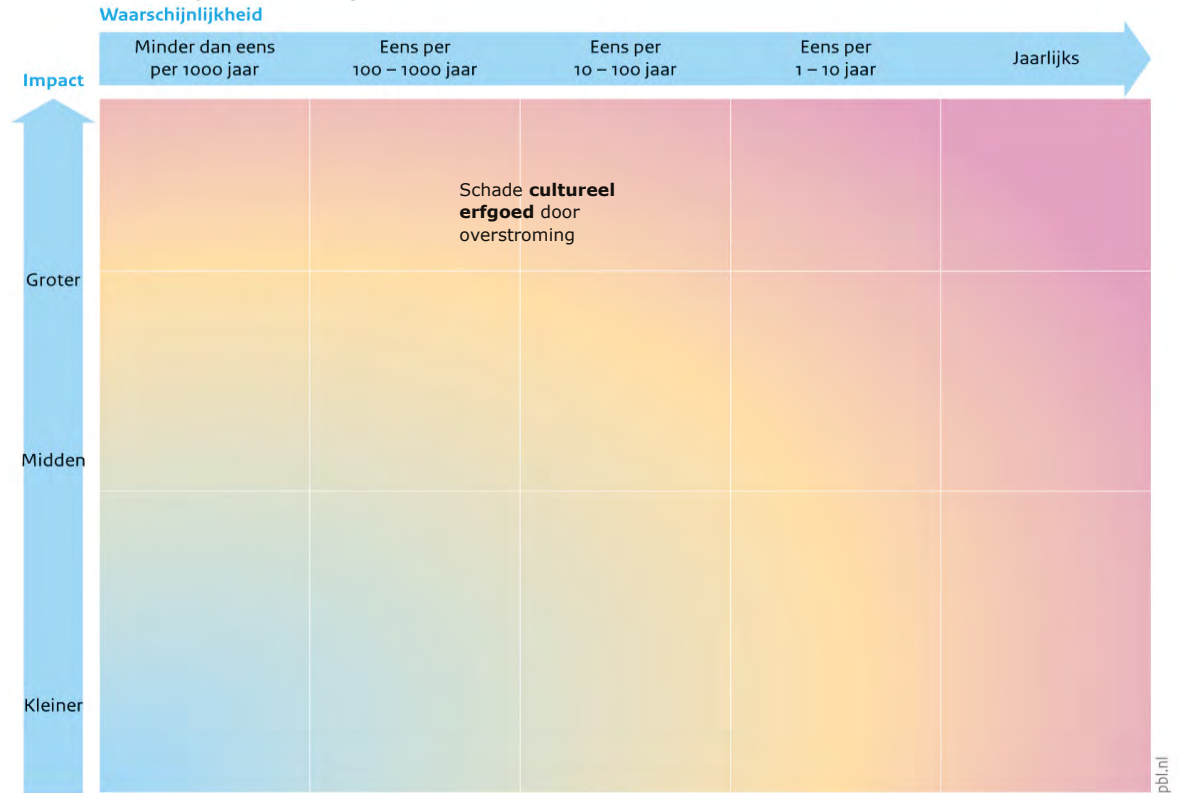 Waarschijnlijkheid
Minder dan eens
per 1000 jaar
Eens per
100 – 1000 jaar
Eens per
10 – 100 jaar
Eens per
1 – 10 jaar
Jaarlijks
Impact
Schade cultureel
erfgoed door
overstroming
Groter
Midden
Kleiner
pbl.nl